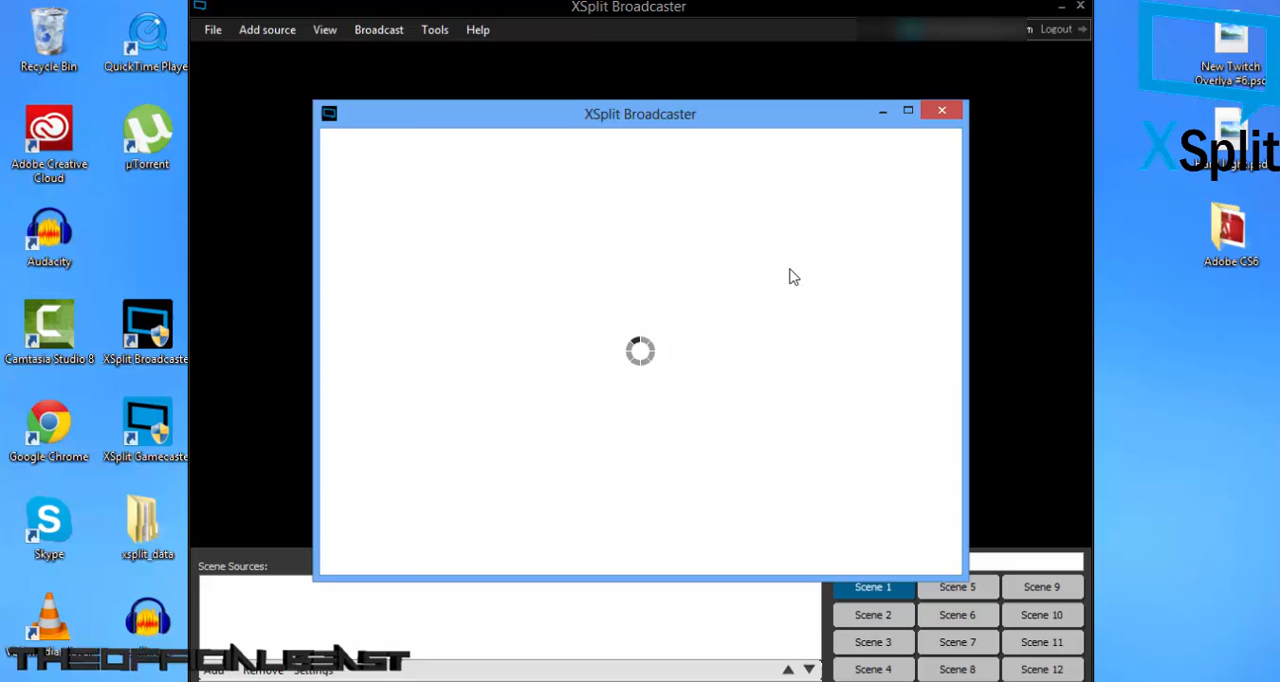 XSplit Broadcaster
File Add source View Broadcast Tools Help
Logout
XSplit Broadcaster
Recycle Bin
QuickTime Playe
Adobe Creative
Cloud
µTorrent
Audacity
Camtasia Studio 8
XSplit Broadcaste
Google Chrome
XSplit Gamecaste
Skype
xsplit_data
New Twitch
Overlya #6.psd
XSplit
Adobe CS6
Scene Sources:
Scene 1 Scene 5 Scene 9
Scene 2 Scene 6 Scene 10
Scene 3 Scene 7 Scene 11
Scene 4 Scene 8 Scene 12
Add Remove Settings